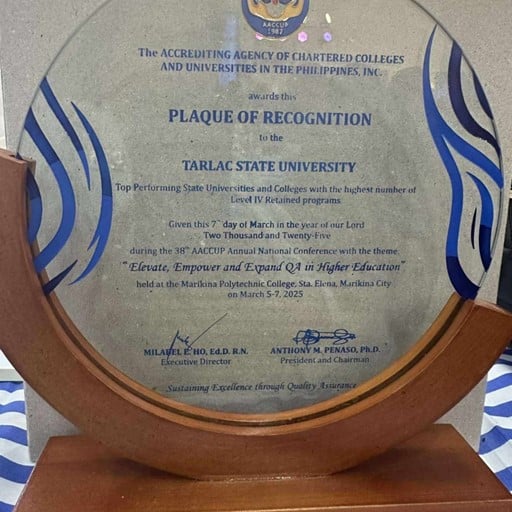 AACCUP
1987
The ACCREDITING AGENCY OF CHARTERED COLLEGES
AND UNIVERSITIES IN THE PHILIPPINES, INC.
awards this
PLAQUE OF RECOGNITION
to the
TARLAC STATE UNIVERSITY
Top Performing State Universities and Colleges with the highest number of
Level IV Retained programs
Given this 7th day of March in the year of our Lord
Two Thousand and Twenty-Five
during the 38th AACCUP Annual National Conference with the theme
"Elevate, Empower and Expand QA in Higher Education"
held at the Marikina Polytechnic College, Sta. Elena, Marikina City
on March 5-7, 2025
MILABEL E. HO, Ed.D. R.N.
Executive Director
ANTHONY M. PENASO, Ph.D.
President and Chairman
Sustaining Excellence through Quality Assurance